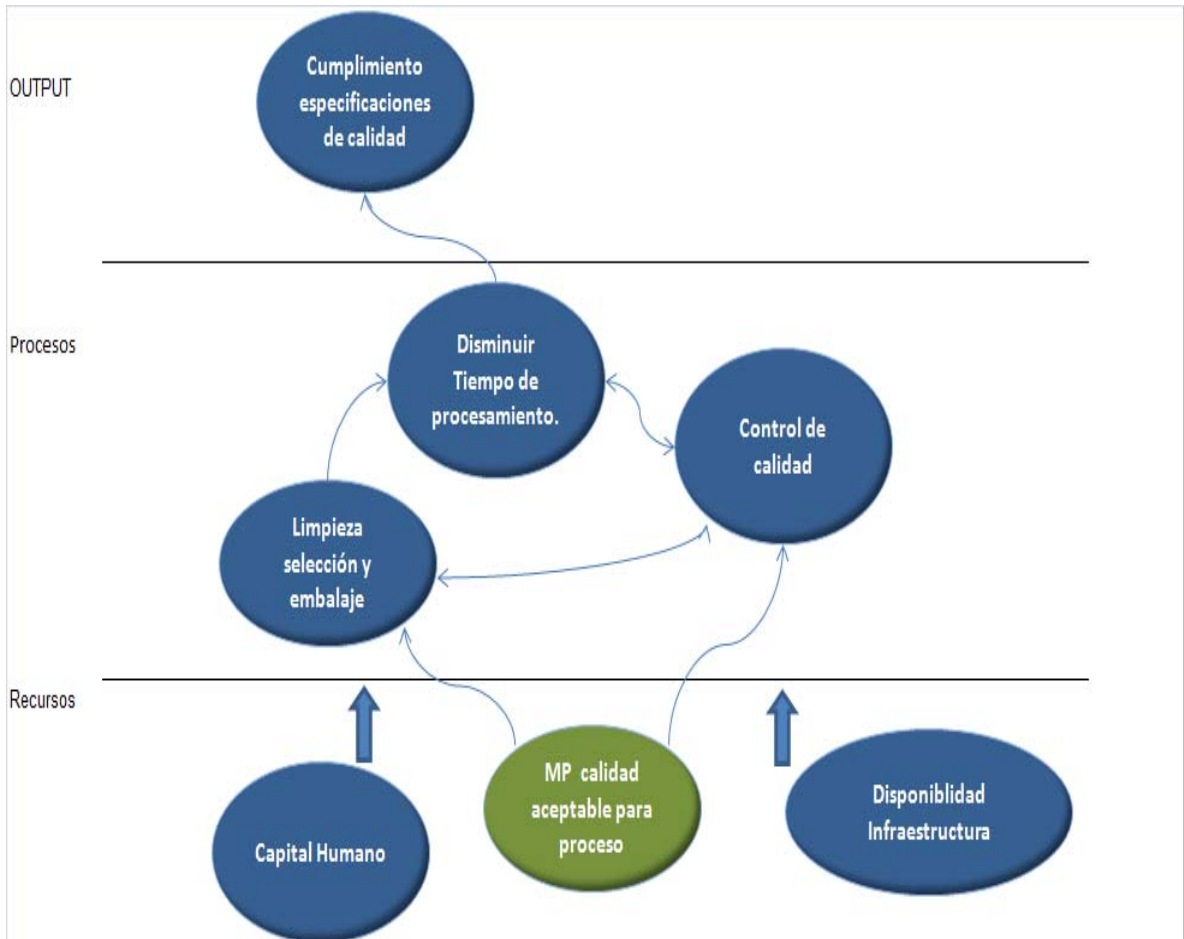 OUTPUT
Cumplimiento
especificaciones
de calidad
Procesos
Disminuir
Tiempo de
procesamiento.
Control de
calidad
Limpieza
selección y
embalaje
Recursos
Capital Humano
MP calidad
aceptable para
proceso
Disponiblidad
Infraestructura